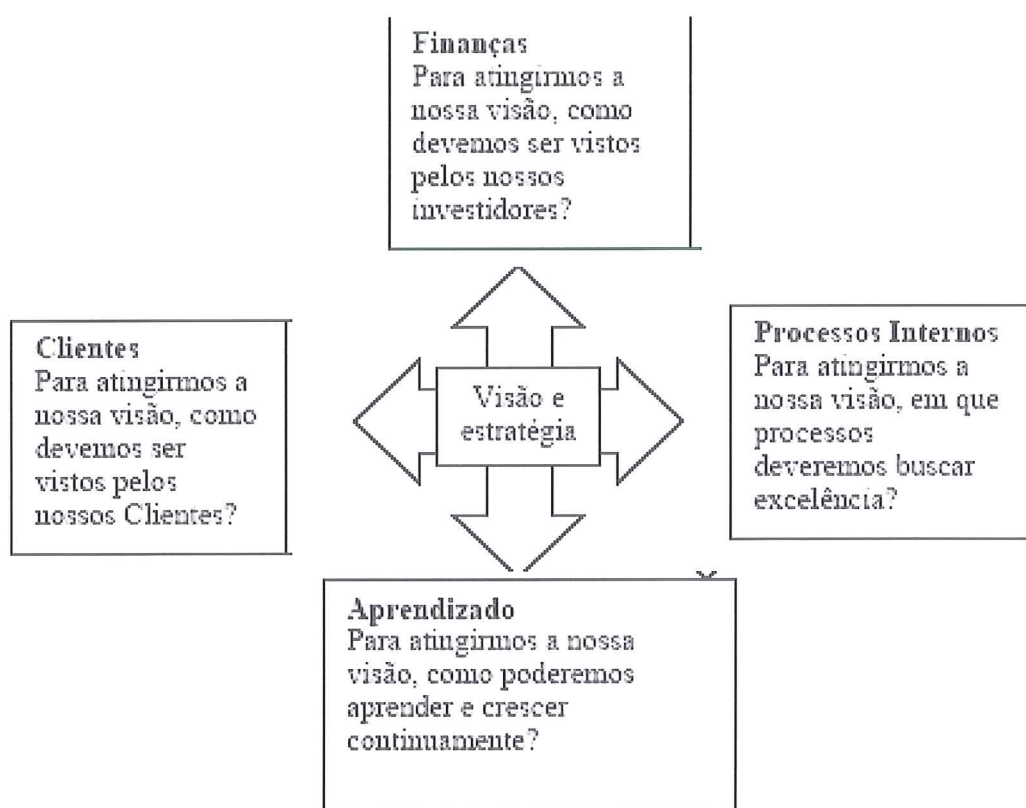 Finanças
Para atingirmos a
nossa visão, como
devemos ser vistos
pelos nossos
investidores?
Clientes
Para atingirmos a
nossa visão, como
devemos ser
vistos pelos
nossos Clientes?
Visão e
estratégia
Processos Internos
Para atingirmos a
nossa visão, em que
processos
deveremos buscar
excelência?
Aprendizado
Para atingirmos a nossa
visão, como poderemos
aprender e crescer
continuamente?